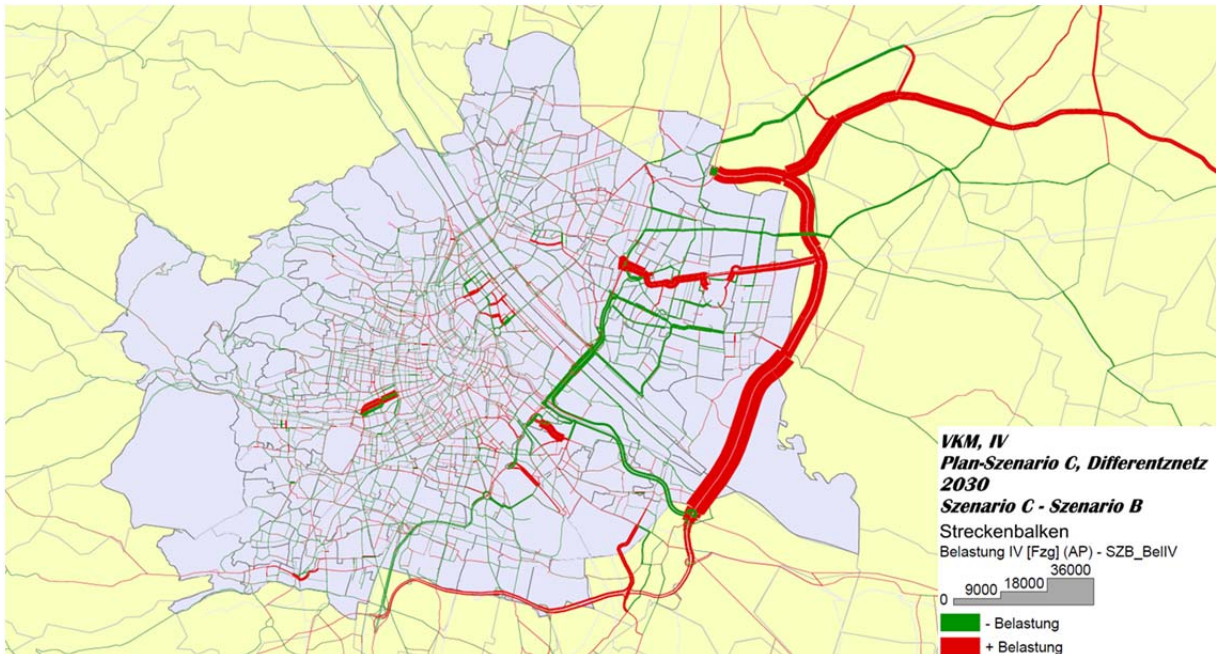 VKM, IV
Plan-Szenario C, Differentznetz
2030
Szenario C - Szenario B
Streckenbalken
Belastung IV [Fzg] (AP) - SZB_BelIV
0 9000 18000 36000
- Belastung
+ Belastung